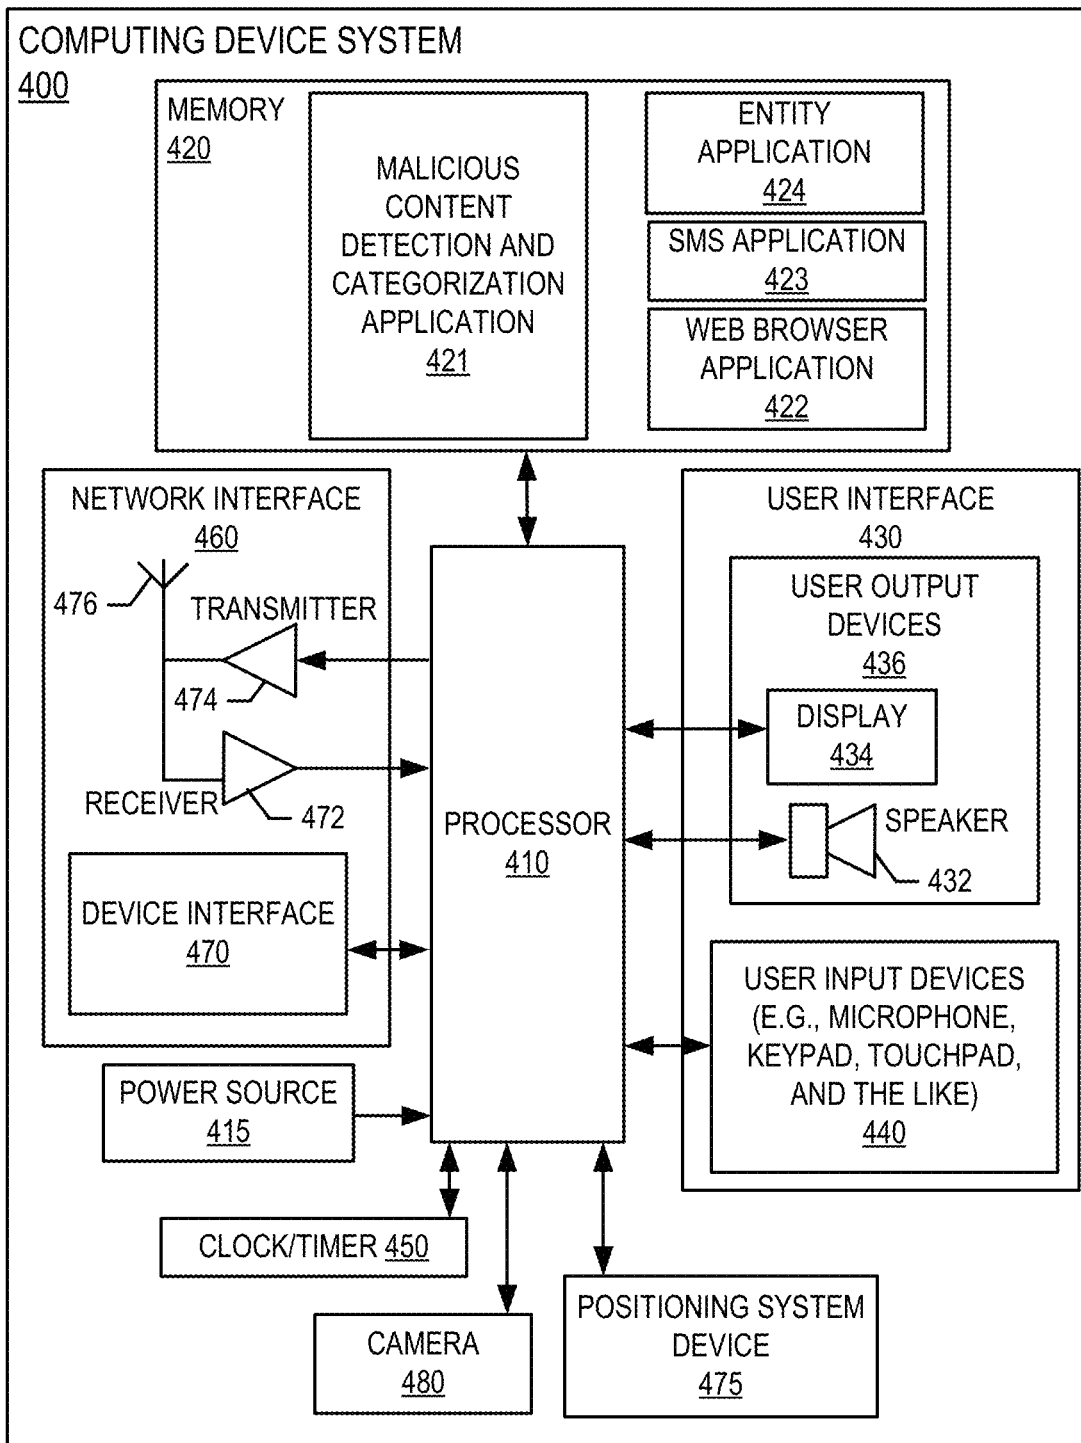 COMPUTING DEVICE SYSTEM
400
MEMORY
420
MALICIOUS
CONTENT
DETECTION AND
CATEGORIZATION
APPLICATION
421
ENTITY
APPLICATION
424
SMS APPLICATION
423
WEB BROWSER
APPLICATION
422
NETWORK INTERFACE
460
476
TRANSMITTER
474
RECEIVER
472
DEVICE INTERFACE
470
PROCESSOR
410
USER INTERFACE
430
USER OUTPUT
DEVICES
436
DISPLAY
434
SPEAKER
432
USER INPUT DEVICES
(E.G., MICROPHONE,
KEYPAD, TOUCHPAD,
AND THE LIKE)
440
POWER SOURCE
415
CLOCK/TIMER 450
CAMERA
480
POSITIONING SYSTEM
DEVICE
475